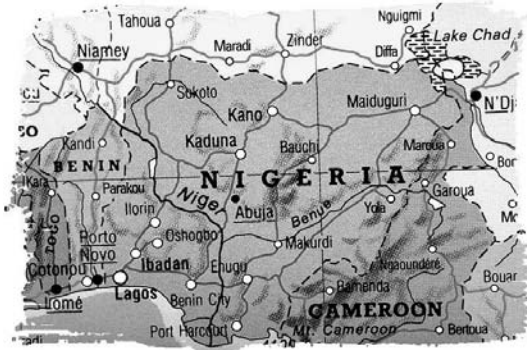 Nguigmi
Tahoua
Lake Chad
Niamey
Maradi
Zinder
Diffa
Sokoto
N'Dj
Kano
Maiduguri
Kandi
Kaduna
Bauchi
Maroua
BENIN
NIGERIA
Kara
Parakou
Garoua
Nige
Abuja
Benue
Yola
Ilorin
Oshogbo
Makurdi
Porto
Novo
Ibadan
Ngaoundéré
Cotonou
Enugu
Lomé
Lagos
Benin City
Bamenda
Bouar
CAMEROON
Port Harcourt
Mt. Cameroon
Bertoua